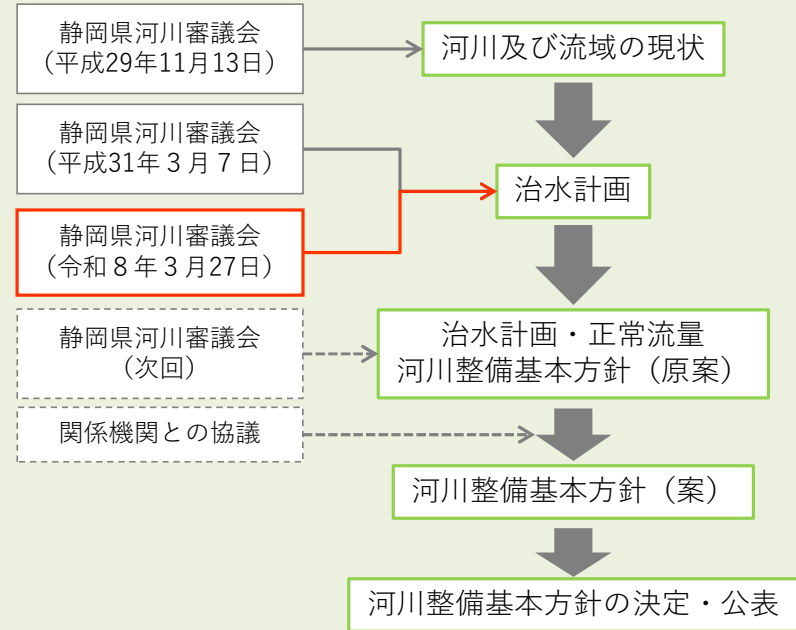 静岡県河川審議会
（平成29年11月13日）
河川及び流域の現状
静岡県河川審議会
（平成31年３月７日）
治水計画
静岡県河川審議会
（令和８年３月27日）
静岡県河川審議会
（次回）
治水計画・正常流量
河川整備基本方針（原案）
関係機関との協議
河川整備基本方針（案）
河川整備基本方針の決定・公表